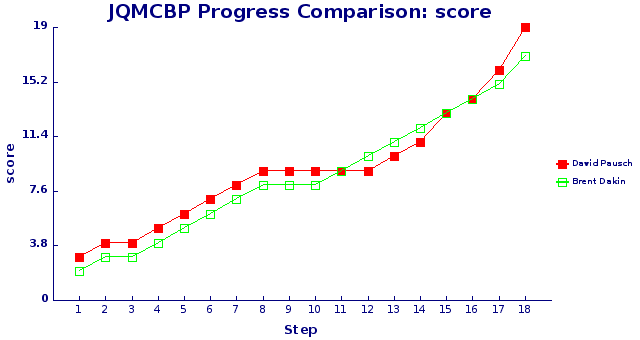 JQMCBP Progress Comparison: score
19
15.2
11.4
7.6
3.8
0
score
1 2 3 4 5 6 7 8 9 10 11 12 13 14 15 16 17 18
Step
David Pausch
Brent Dakin